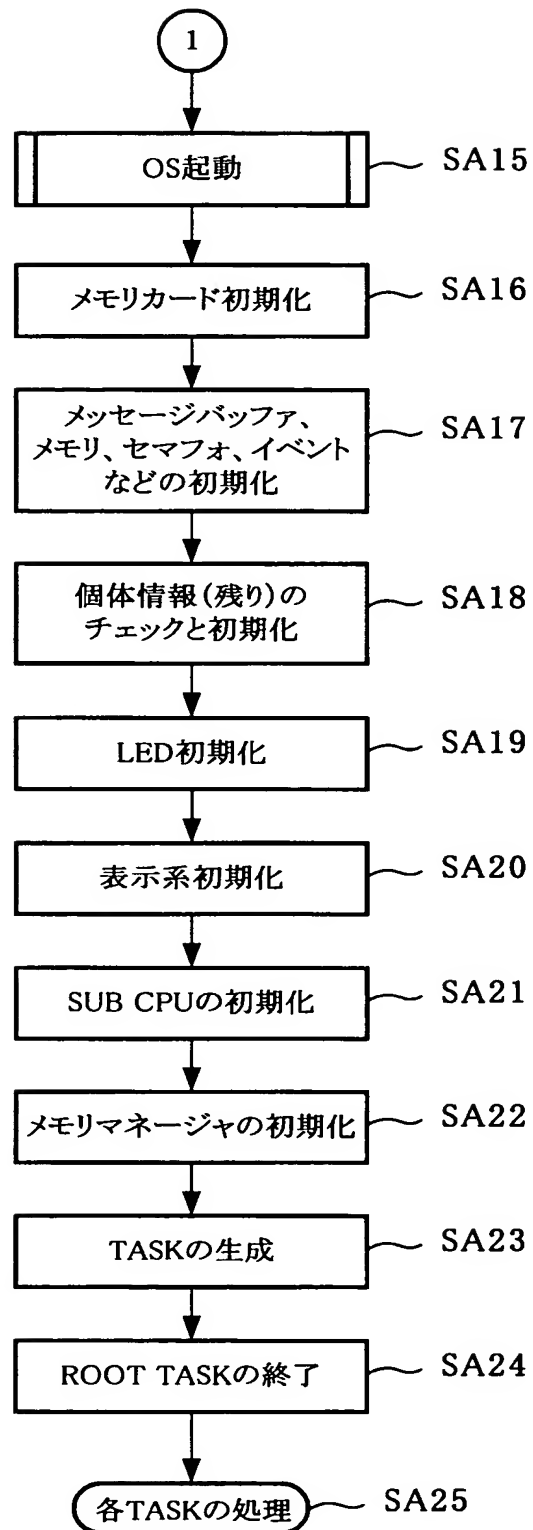 1
OS起動
SA15
メモリカード初期化
SA16
メッセージバッファ、
メモリ、セマフォ、イベント
などの初期化
SA17
個体情報(残り)の
チェックと初期化
SA18
LED初期化
SA19
表示系初期化
SA20
SUB CPUの初期化
SA21
メモリマネージャの初期化
SA22
TASKの生成
SA23
ROOT TASKの終了
SA24
各TASKの処理
SA25